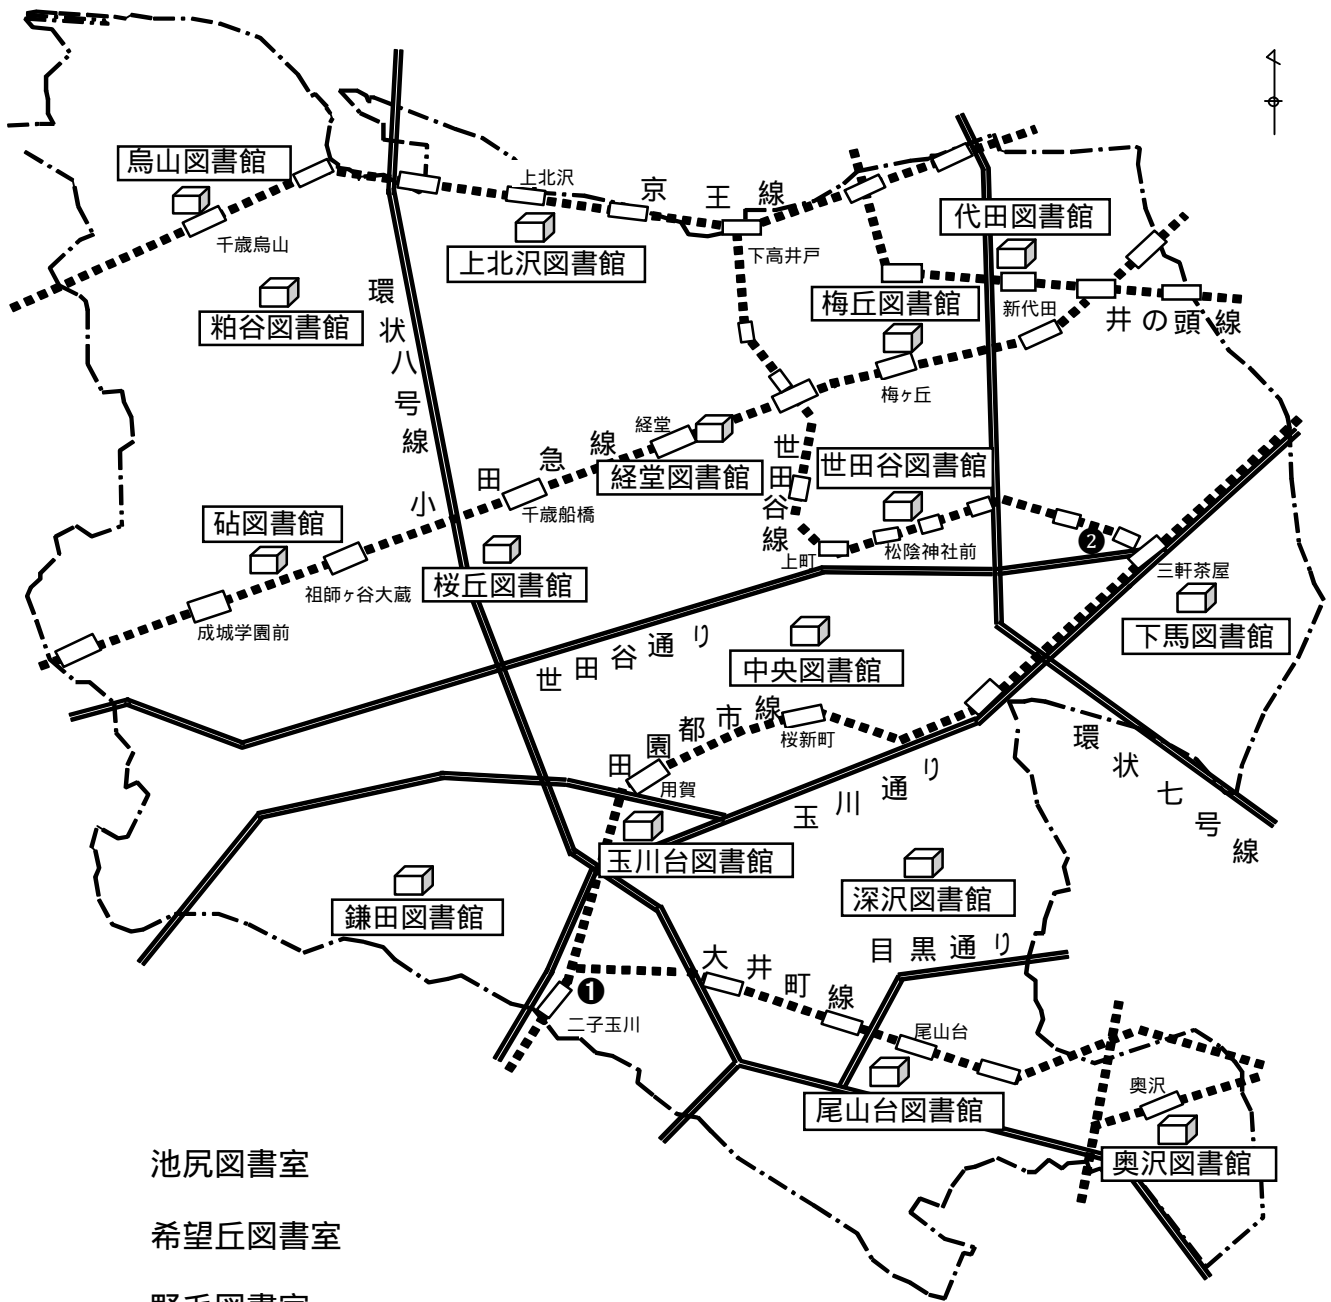 烏山図書館
千歳烏山
上北沢
京王線
上北沢図書館
下高井戸
代田図書館
新代田
梅丘図書館
梅ヶ丘
井の頭線
粕谷図書館
環状八号線
経堂
経堂図書館
小田急線
千歳船橋
世田谷線
世田谷図書館
松陰神社前
上町
❷
三軒茶屋
下馬図書館
砧図書館
祖師ヶ谷大蔵
成城学園前
桜丘図書館
世田谷通り
中央図書館
桜新町
田園都市線
用賀
玉川通り
環状七号線
玉川台図書館
深沢図書館
鎌田図書館
目黒通り
大井町線
❶
二子玉川
尾山台
尾山台図書館
奥沢
奥沢図書館
池尻図書室
希望丘図書室